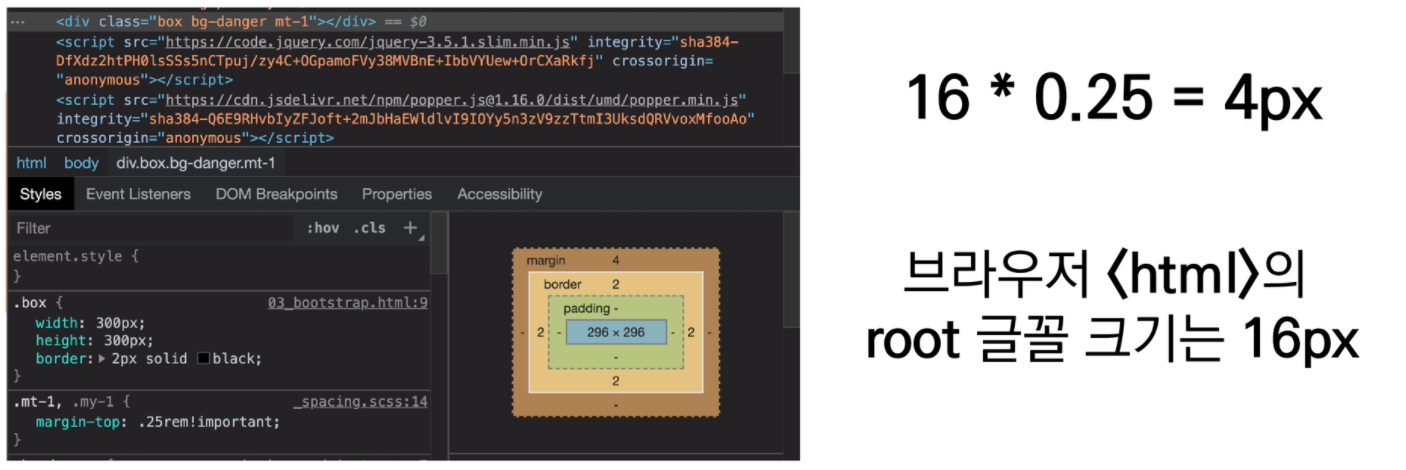 <div class="box bg-danger mt-1"></div> == $0
<script src="https://code.jquery.com/jquery-3.5.1.slim.min.js" integrity="sha384-
DfXdz2htPH0lsSSs5nCTpuj/zy4C+OGpamoFVy38MVBnE+IbbVYUew+OrCXaRkfj" crossorigin=
"anonymous"></script>
<script src="https://cdn.jsdelivr.net/npm/popper.js@1.16.0/dist/umd/popper.min.js"
integrity="sha384-Q6E9RHvbIyZFJoft+2mJbHaEWldlvI9IOYy5n3zV9zzTtmI3UksdQRVvoxMfooAo"
crossorigin="anonymous"></script>
html body div.box.bg-danger.mt-1
Styles Event Listeners DOM Breakpoints Properties Accessibility
Filter :hov .cls +
element.style {
}
.box { 03_bootstrap.html:9
width: 300px;
height: 300px;
border: 2px solid black;
}
.mt-1, .my-1 { _spacing.scss:14
margin-top: .25rem!important;
}
margin 4
border 2
padding -
- 2 - 296 × 296 - 2 -
-
2
-
16 * 0.25 = 4px
브라우저 <html>의
root 글꼴 크기는 16px